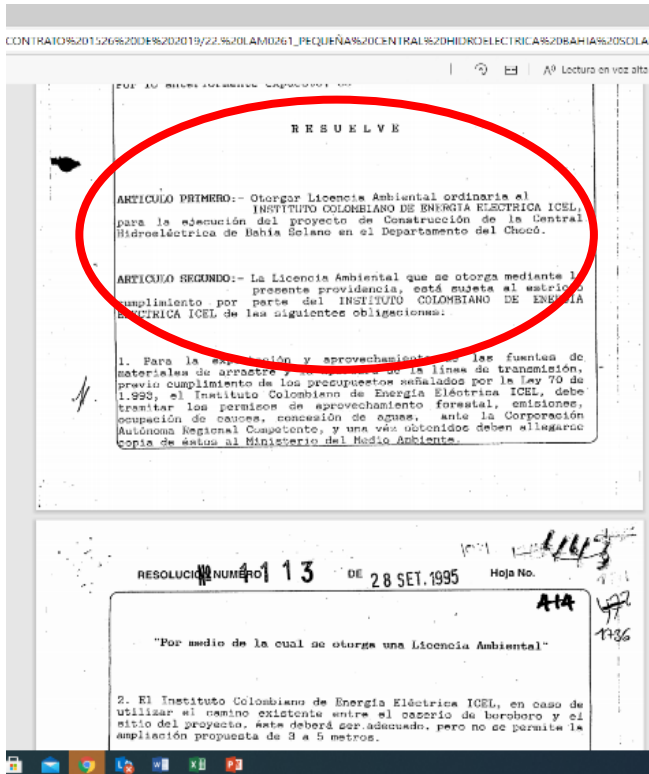 CONTRATO%201526%20DE%202019/22.%20LAM0261_PEQUEÑA%20CENTRAL%20HIDROELECTRICA%20BAHIA%20SOLA
Lectura en voz alta
Por lo anteriormente expuesto,
R E S U E L V E
ARTICULO PRIMERO:- Otorgar Licencia Ambiental ordinaria al
INSTITUTO COLOMBIANO DE ENERGIA ELECTRICA ICEL,
para la ejecución del proyecto de Construcción de la Central
Hidroeléctrica de Bahía Solano en el Departamento del Chocó.
ARTICULO SEGUNDO:- La Licencia Ambiental que se otorga mediante l
presente providencia, está sujeta al estricto
cumplimiento por parte del INSTITUTO COLOMBIANO DE ENERGIA
ELECTRICA ICEL de las siguientes obligaciones:
1. Para la explotación y aprovechamiento de las fuentes de
materiales de arrastre y la apertura de la línea de transmisión,
previo cumplimiento de los presupuestos señalados por la Ley 70 de
1.993, el Instituto Colombiano de Energía Eléctrica ICEL, debe
tramitar los permisos de aprovechamiento forestal, emisiones,
ocupación de cauces, concesión de aguas, ante la Corporación
Autónoma Regional Competente, y una véz obtenidos deben allegarse
copia de éstos al Ministerio del Medio Ambiente.
RESOLUCION NUMERO 1 1 1 3 DE 28 SET. 1995 Hoja No.
414
1736
"Por medio de la cual se otorga una Licencia Ambiental"
2. El Instituto Colombiano de Energía Eléctrica ICEL, en caso de
utilizar el camino existente entre el caserío de boroboro y el
sitio del proyecto, éste deberá ser adecuado, pero no se permite la
ampliación propuesta de 3 a 5 metros.